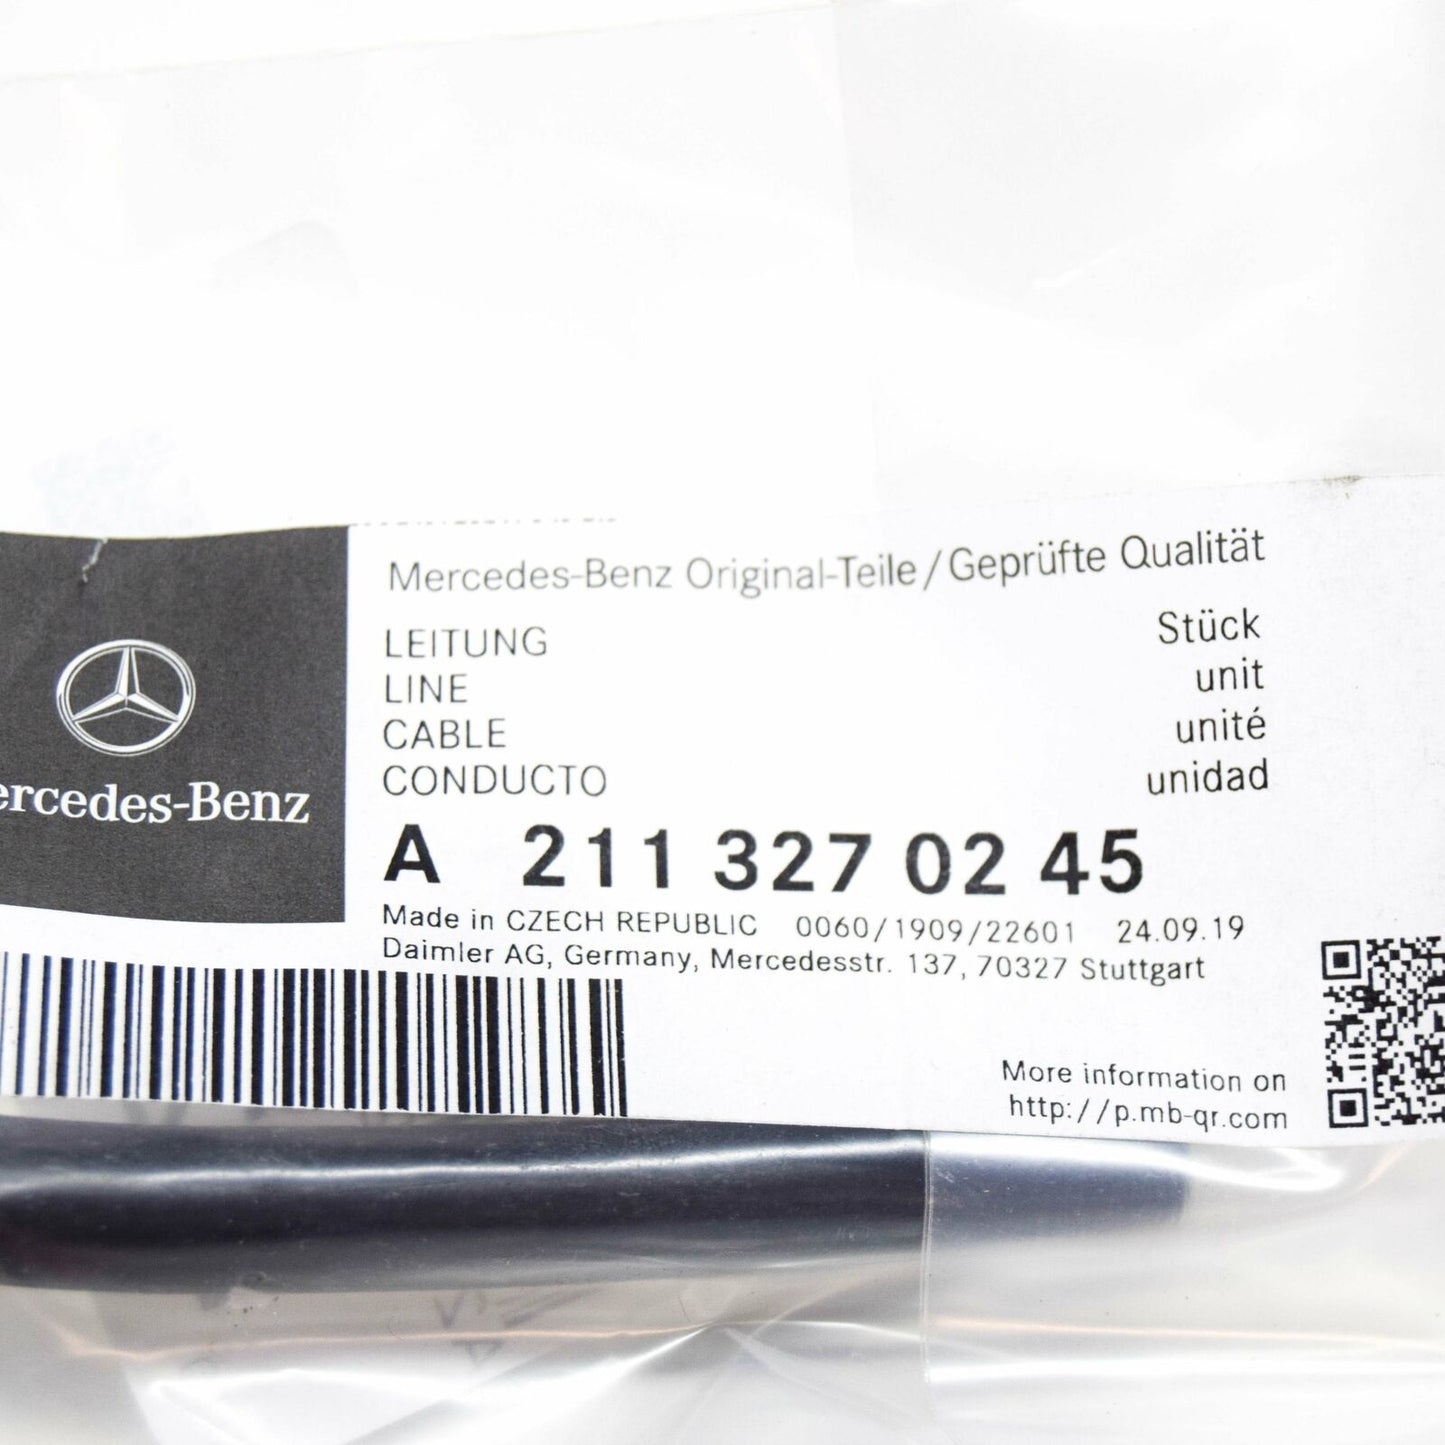 Mercedes-Benz Original-Teile/Geprüfte Qualität
LEITUNG Stück
LINE unit
CABLE unité
CONDUCTO unidad
ercedes-Benz
A 211 327 02 45
Made in CZECH REPUBLIC 0060/1909/22601 24.09.19
Daimler AG, Germany, Mercedesstr. 137, 70327 Stuttgart
More information on
http://p.mb-qr.com